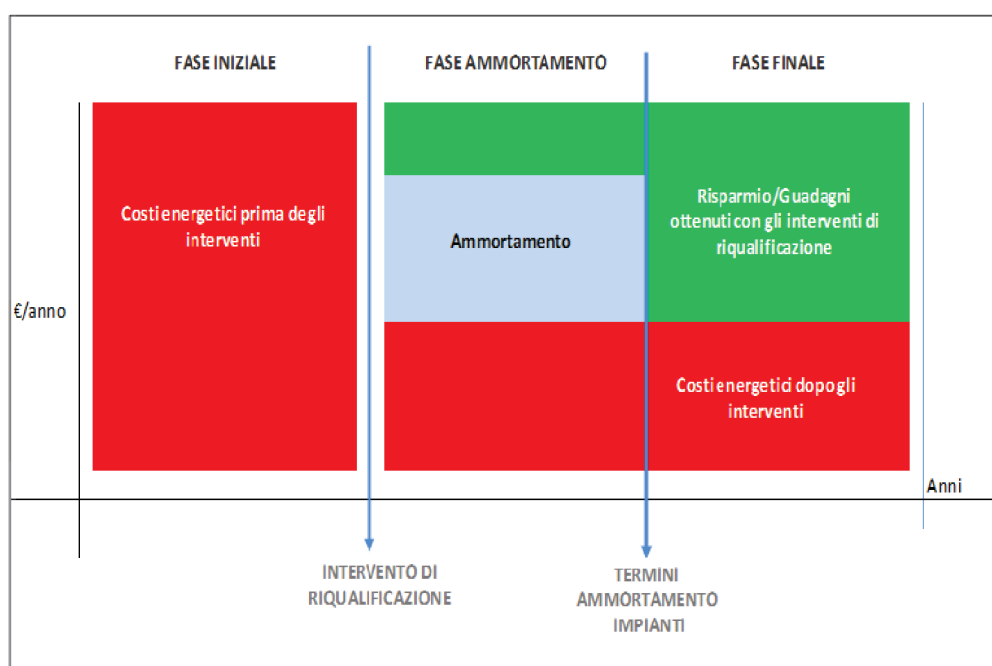 FASE INIZIALE
FASE AMMORTAMENTO
FASE FINALE
Costi energetici prima degli
interventi
Ammortamento
Risparmio/Guadagni
ottenuti con gli interventi di
riqualificazione
€/anno
Costi energetici dopo gli
interventi
Anni
INTERVENTO DI
RIQUALIFICAZIONE
TERMINI
AMMORTAMENTO
IMPIANTI